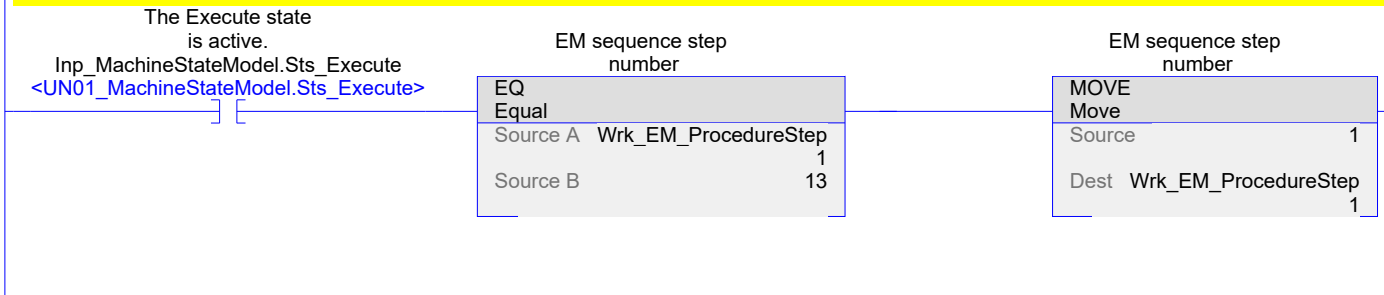 The Execute state
is active.
Inp_MachineStateModel.Sts_Execute
<UN01_MachineStateModel.Sts_Execute>
EM sequence step
number
EQ
Equal
Source A Wrk_EM_ProcedureStep
1
Source B 13
EM sequence step
number
MOVE
Move
Source 1
Dest Wrk_EM_ProcedureStep
1